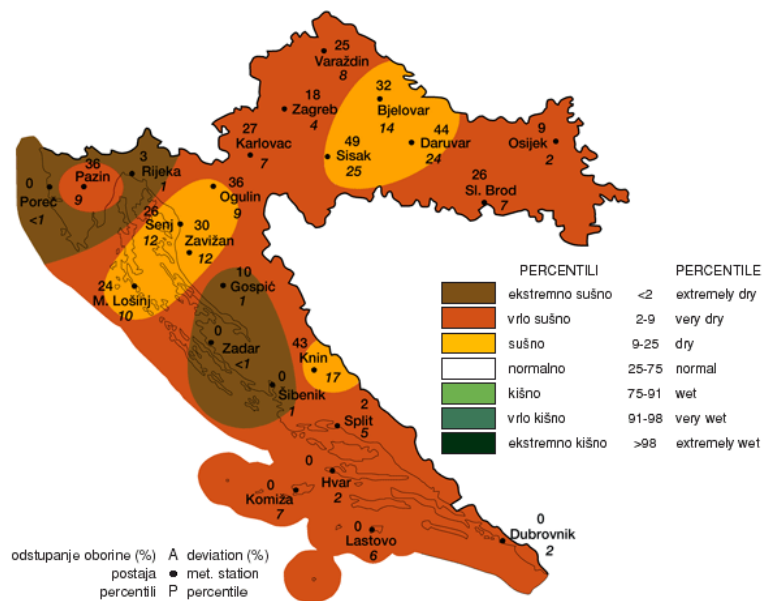 25
Varaždin
8
32
Bjelovar
14
18
Zagreb
4
27
Karlovac
7
49
Sisak
25
44
Daruvar
24
9
Osijek
2
26
Sl. Brod
7
36
Pazin
9
3
Rijeka
1
0
Poreč
<1
36
Ogulin
9
26
Senj
12
30
Zavižan
12
24
M. Lošinj
10
10
Gospić
1
0
Zadar
<1
43
Knin
17
0
Šibenik
1
2
Split
5
0
Hvar
2
0
Komiža
7
0
Lastovo
6
0
Dubrovnik
2
PERCENTILI PERCENTILE
ekstremno sušno <2 extremely dry
vrlo sušno 2-9 very dry
sušno 9-25 dry
normalno 25-75 normal
kišno 75-91 wet
vrlo kišno 91-98 very wet
ekstremno kišno >98 extremely wet
odstupanje oborine (%) A deviation (%)
postaja ● met. station
percentili P percentile